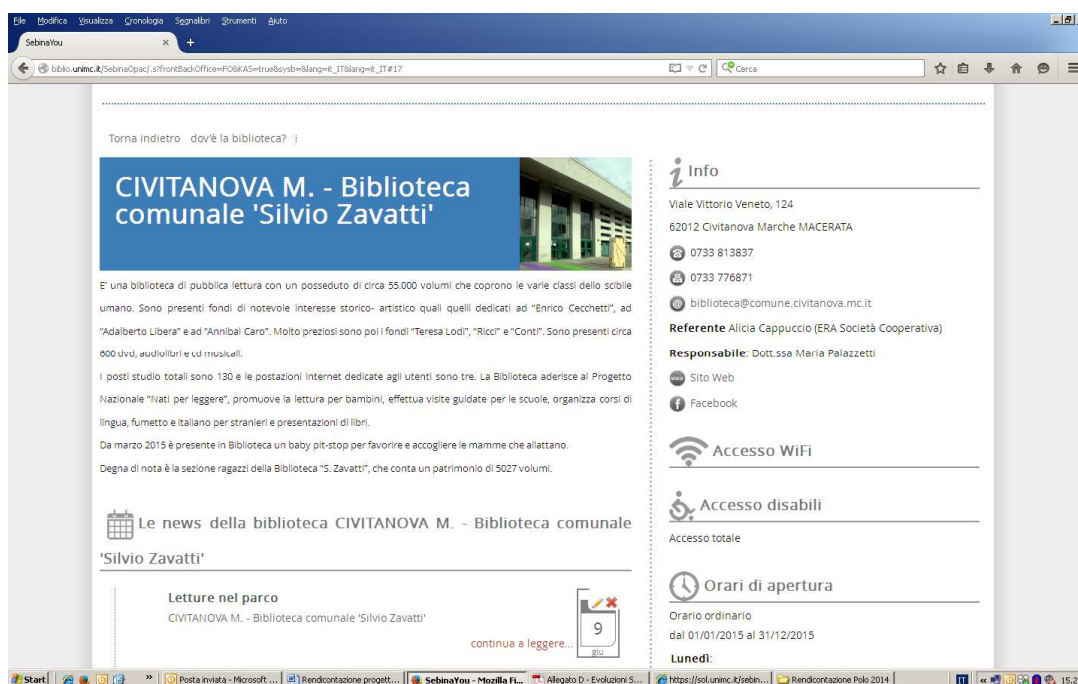 File Modifica Visualizza Cronologia Segnalibri Strumenti Aiuto
SebinaYou
biblio.unimc.it/SebinaOpac/.s?frontBackOffice=FO&KAS=true&sysb=&lang=it_IT&lang=it_IT#17
Cerca
Torna indietro dov'è la biblioteca?
CIVITANOVA M. - Biblioteca
comunale 'Silvio Zavatti'
E' una biblioteca di pubblica lettura con un posseduto di circa 55.000 volumi che coprono le varie classi dello scibile
umano. Sono presenti fondi di notevole interesse storico- artistico quali quelli dedicati ad "Enrico Cecchetti", ad
"Adalberto Libera" e ad "Annibal Caro". Molto preziosi sono poi i fondi "Teresa Lodi", "Ricci" e "Conti". Sono presenti circa
600 dvd, audiolibri e cd musicali.
I posti studio totali sono 130 e le postazioni internet dedicate agli utenti sono tre. La Biblioteca aderisce al Progetto
Nazionale "Nati per leggere", promuove la lettura per bambini, effettua visite guidate per le scuole, organizza corsi di
lingua, fumetto e italiano per stranieri e presentazioni di libri.
Da marzo 2015 è presente in Biblioteca un baby pit-stop per favorire e accogliere le mamme che allattano.
Degna di nota è la sezione ragazzi della Biblioteca "S. Zavatti", che conta un patrimonio di 5027 volumi.
Le news della biblioteca CIVITANOVA M. - Biblioteca comunale
'Silvio Zavatti'
Letture nel parco
CIVITANOVA M. - Biblioteca comunale 'Silvio Zavatti'
continua a leggere...
9
giu
Info
Viale Vittorio Veneto, 124
62012 Civitanova Marche MACERATA
0733 813837
0733 776871
biblioteca@comune.civitanova.mc.it
Referente Alicia Cappuccio (ERA Società Cooperativa)
Responsabile: Dott.ssa Maria Palazzetti
Sito Web
Facebook
Accesso WiFi
Accesso disabili
Accesso totale
Orari di apertura
Orario ordinario
dal 01/01/2015 al 31/12/2015
Lunedì:
Start » Posta inviata - Microsoft ... Rendicontazione progett... SebinaYou - Mozilla Fi... Allegato D - Evoluzioni S... https://sol.unimc.it/sebin... Rendicontazione Polo 2014 « 15.2